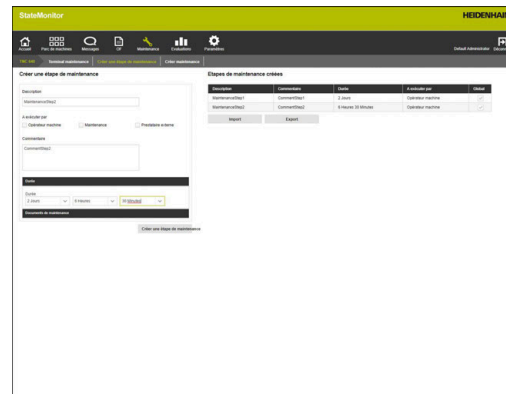 StateMonitor
HEIDENHAIN
Accueil Parc de machines Messages OF Maintenance Evaluations Paramètres
Default Administrator
Terminal maintenance Créer une étape de maintenance Créer maintenance
Créer une étape de maintenance
Etapes de maintenance créées
Description
MaintenanceStep2
A exécuter par
Opérateur machine Maintenance Prestataire externe
Commentaire
CommentStep2
Durée
Durée
2 Jours 9 Heures 30 Minutes
Documents de maintenance
Créer une étape de maintenance
Description Commentaire Durée A exécuter par Global
MaintenanceStep1 CommentStep1 2 Jours Opérateur machine
MaintenanceStep2 CommentStep2 9 Heures 35 Minutes Opérateur machine
Import Export